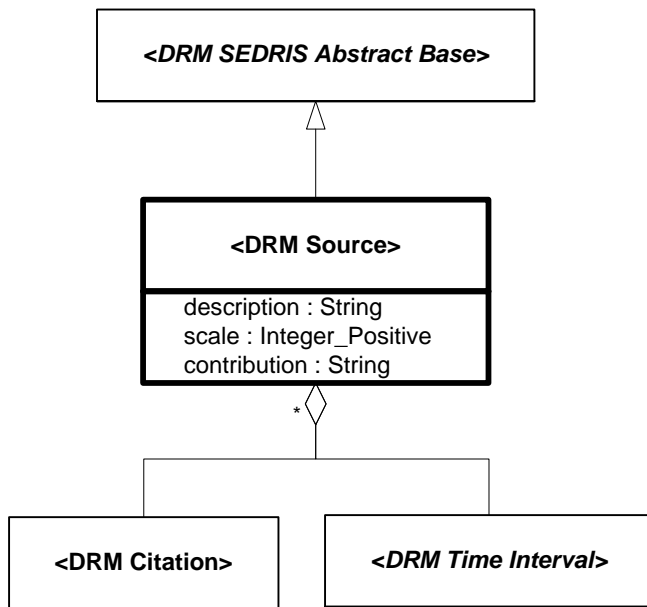 <DRM SEDRIS Abstract Base>
<DRM Source>
description : String
scale : Integer_Positive
contribution : String
*
<DRM Citation>
<DRM Time Interval>